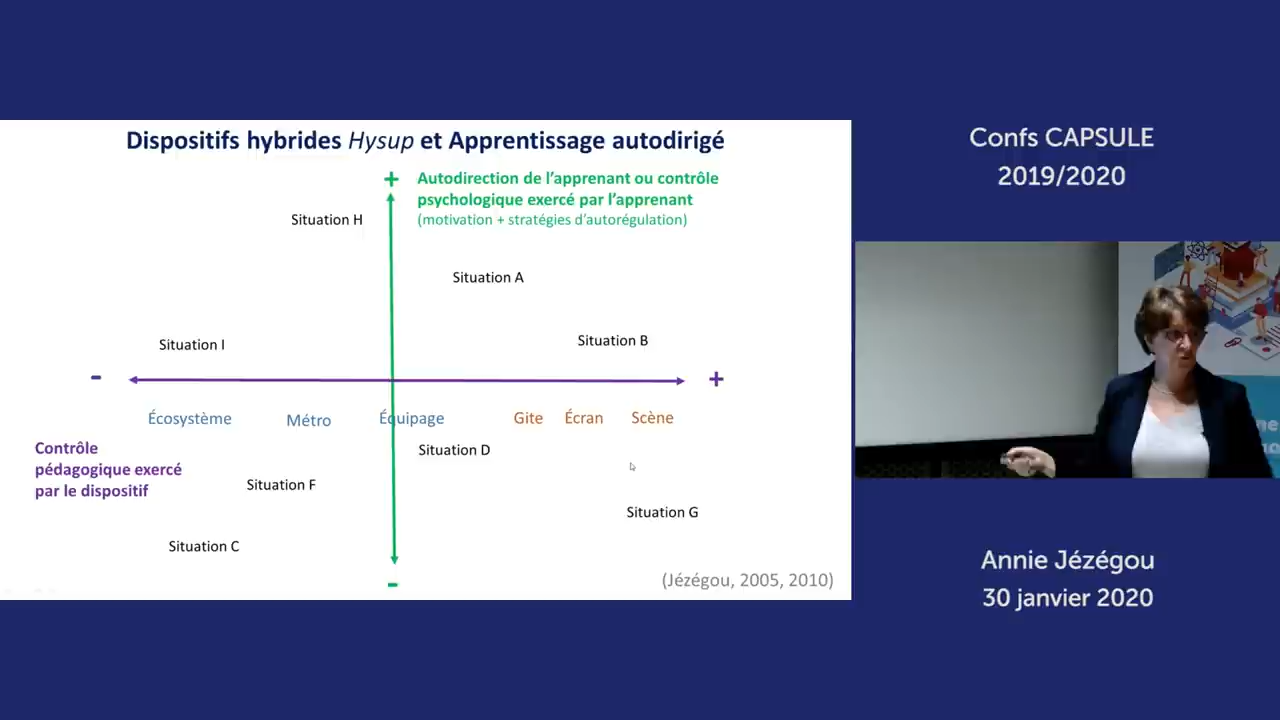 Dispositifs hybrides Hysup et Apprentissage autodirigé
+
Autodirection de l'apprenant ou contrôle
psychologique exercé par l'apprenant
(motivation + stratégies d'autorégulation)
Situation H
Situation A
Situation I
Situation B
-
+
Écosystème
Métro
Équipage
Gite
Écran
Scène
Contrôle
pédagogique exercé
par le dispositif
Situation D
Situation F
Situation G
Situation C
-
(Jézégou, 2005, 2010)
Confs CAPSULE
2019/2020
Annie Jézégou
30 janvier 2020